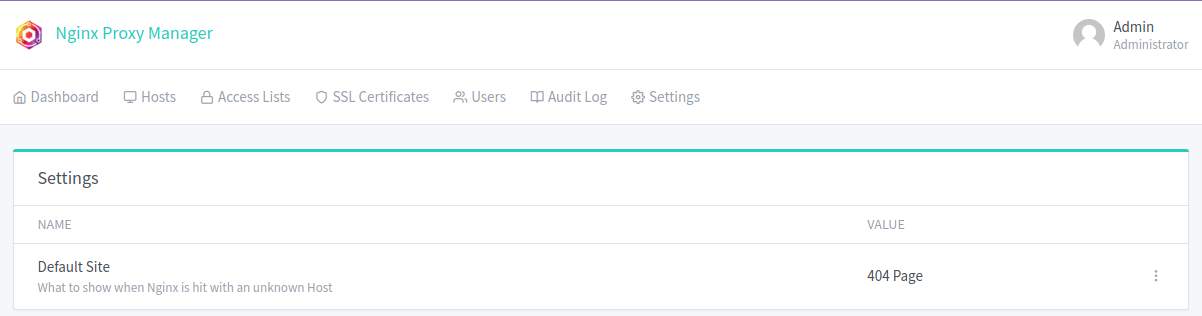 Nginx Proxy Manager
Admin
Administrator
Dashboard Hosts Access Lists SSL Certificates Users Audit Log Settings
Settings
NAME VALUE
Default Site
What to show when Nginx is hit with an unknown Host
404 Page